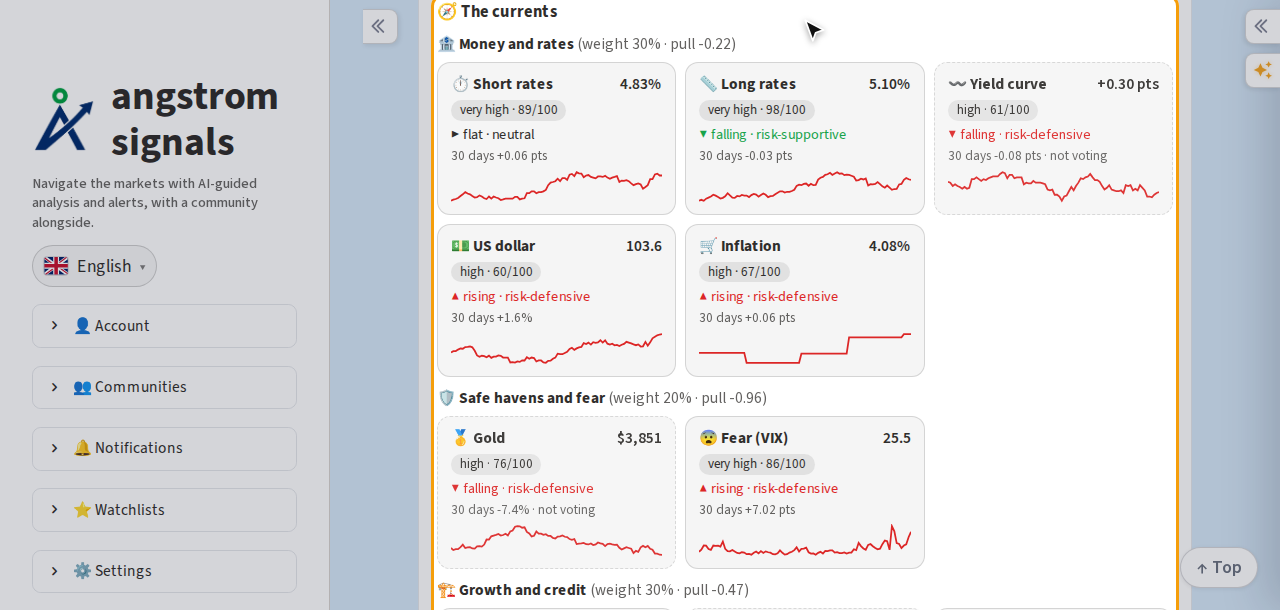 angstrom
signals
Navigate the markets with AI-guided
analysis and alerts, with a community
alongside.
English
Account
Communities
Notifications
Watchlists
Settings
The currents
Money and rates (weight 30% · pull -0.22)
Short rates 4.83%
very high · 89/100
flat · neutral
30 days +0.06 pts
Long rates 5.10%
very high · 98/100
falling · risk-supportive
30 days -0.03 pts
Yield curve +0.30 pts
high · 61/100
falling · risk-defensive
30 days -0.08 pts · not voting
US dollar 103.6
high · 60/100
rising · risk-defensive
30 days +1.6%
Inflation 4.08%
high · 67/100
rising · risk-defensive
30 days +0.06 pts
Safe havens and fear (weight 20% · pull -0.96)
Gold $3,851
high · 76/100
falling · risk-defensive
30 days -7.4% · not voting
Fear (VIX) 25.5
very high · 86/100
rising · risk-defensive
30 days +7.02 pts
Growth and credit (weight 30% · pull -0.47)
↑ Top